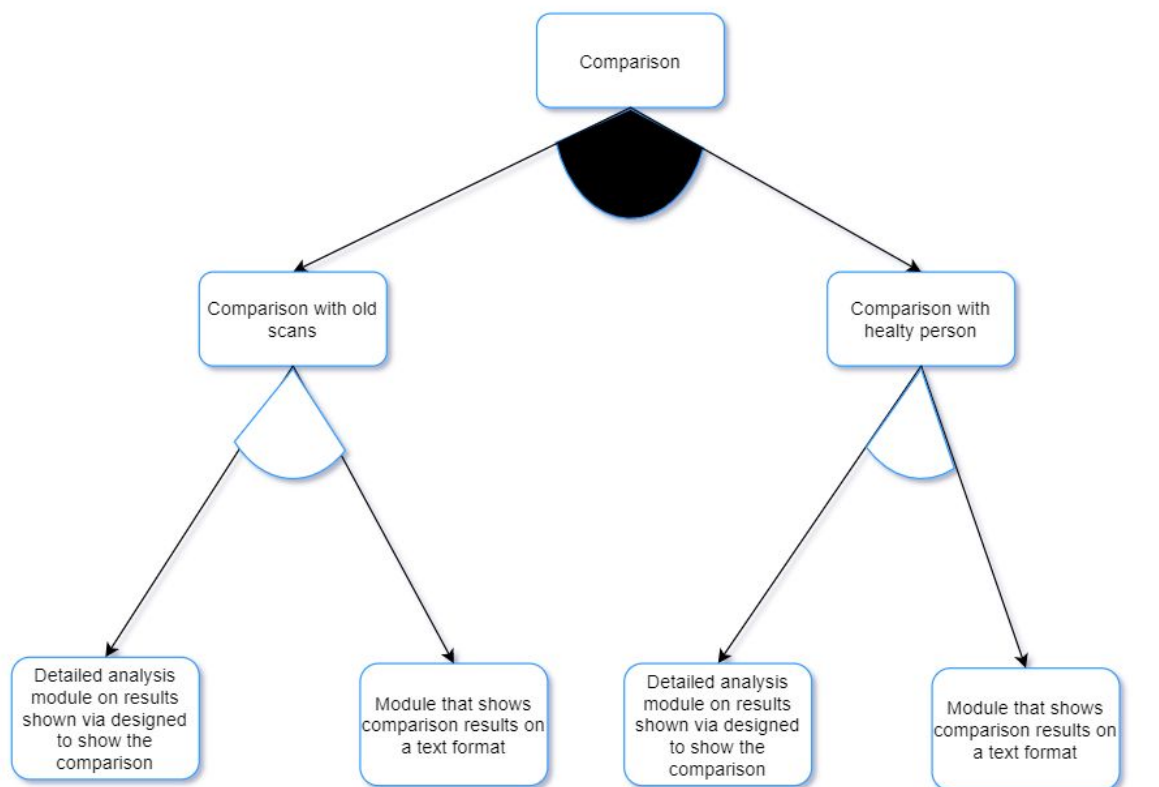 Comparison
Comparison with old
scans
Comparison with
healty person
Detailed analysis
module on results
shown via designed
to show the
comparison
Module that shows
comparison results on
a text format
Detailed analysis
module on results
shown via designed
to show the
comparison
Module that shows
comparison results on
a text format